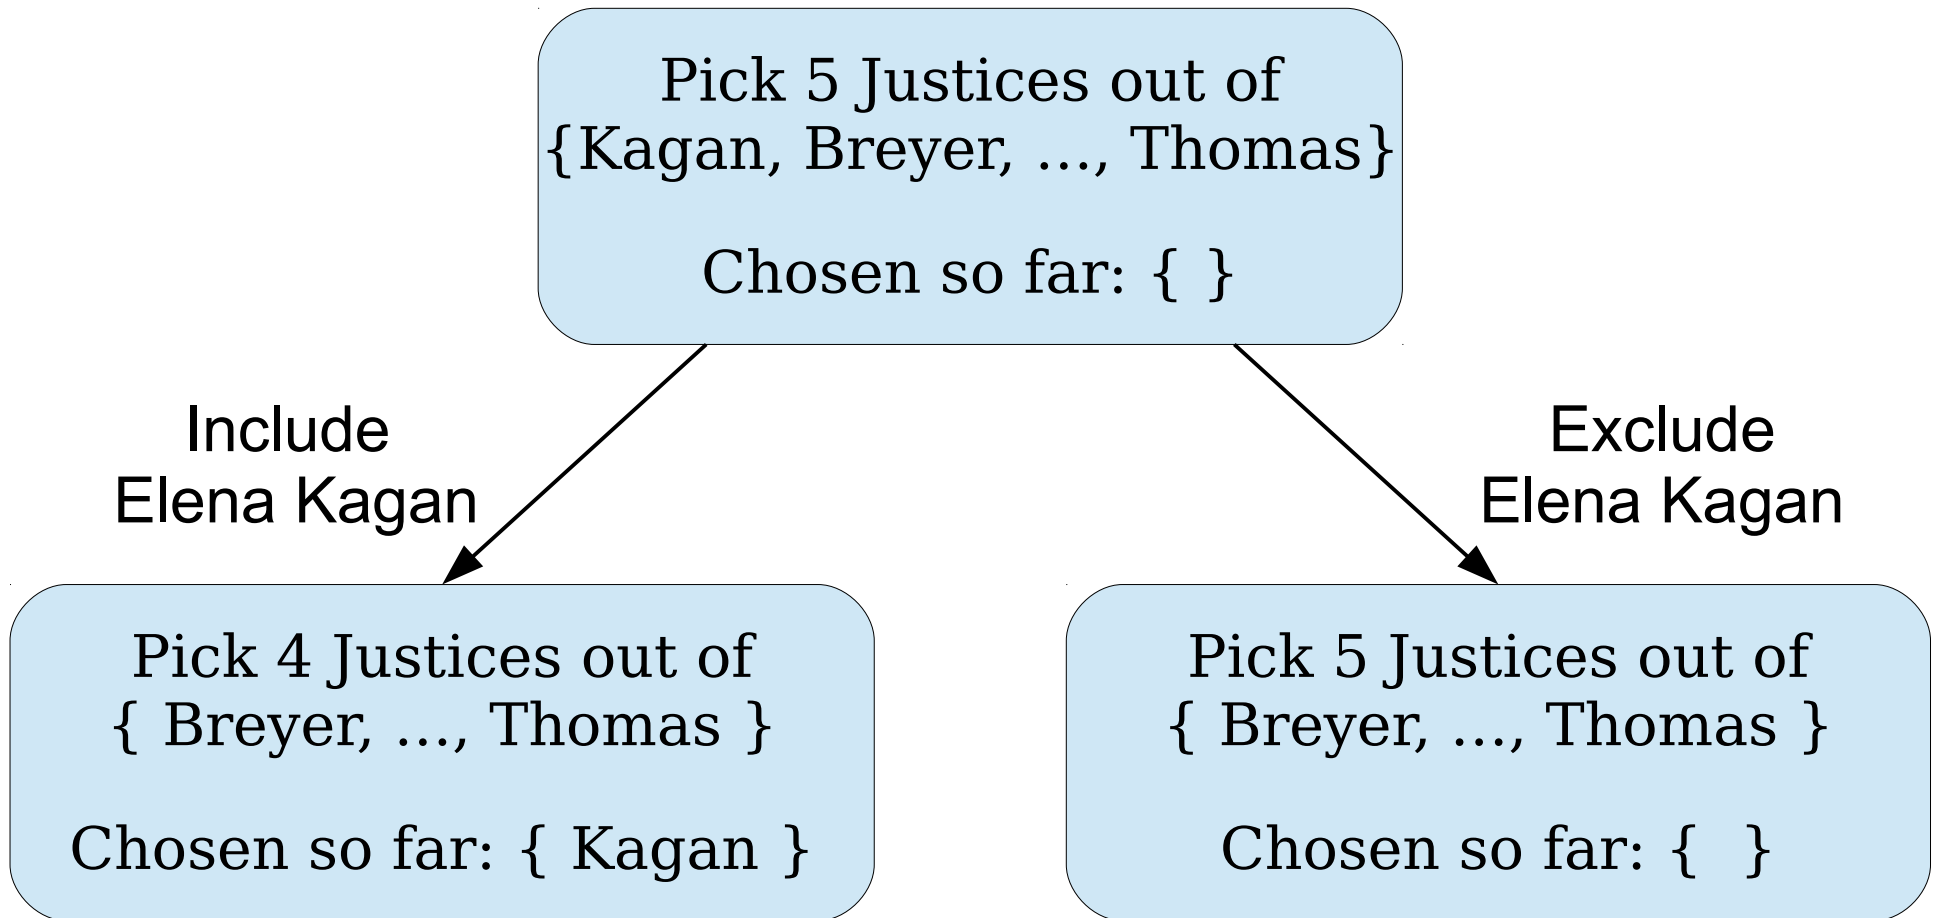 Pick 5 Justices out of
{Kagan, Breyer, …, Thomas}
Chosen so far: { }
Include
Elena Kagan
Exclude
Elena Kagan
Pick 4 Justices out of
{ Breyer, …, Thomas }
Chosen so far: { Kagan }
Pick 5 Justices out of
{ Breyer, …, Thomas }
Chosen so far: {  }